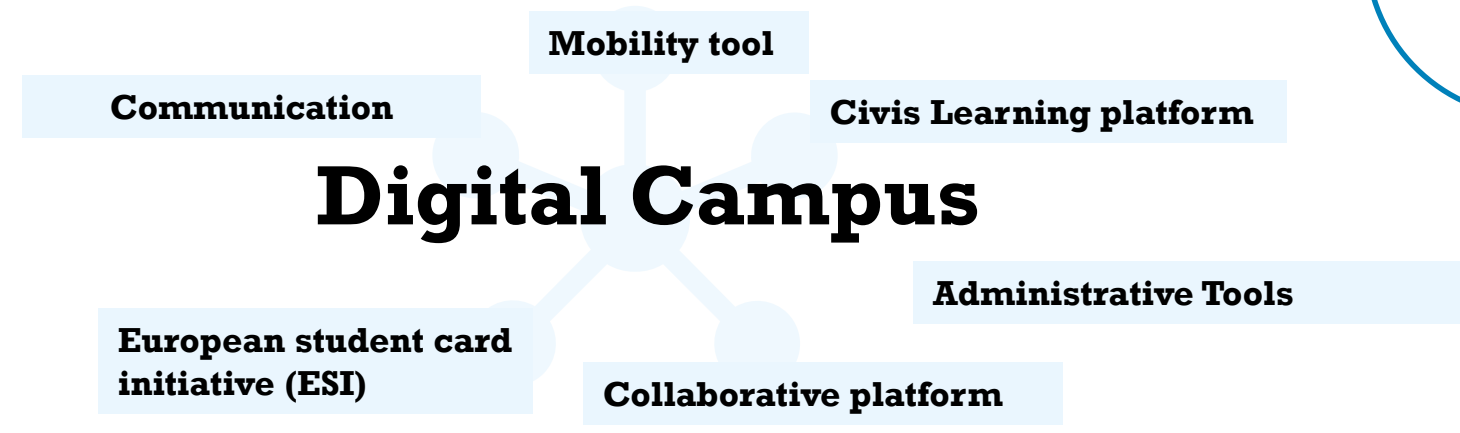 Mobility tool
Communication
Civis Learning platform
Digital Campus
Administrative Tools
European student card
initiative (ESI)
Collaborative platform